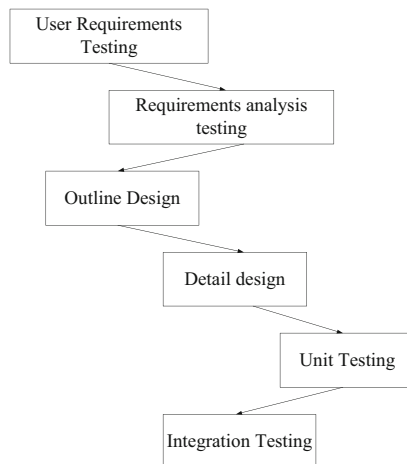 User Requirements
Testing
Requirements analysis
testing
Outline Design
Detail design
Unit Testing
Integration Testing